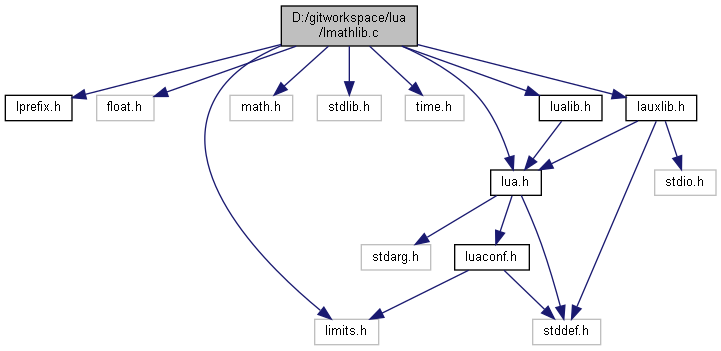 D:/gitworkspace/lua
/lmathlib.c
lprefix.h
float.h
math.h
stdlib.h
time.h
lualib.h
lauxlib.h
lua.h
stdio.h
stdarg.h
luaconf.h
limits.h
stddef.h